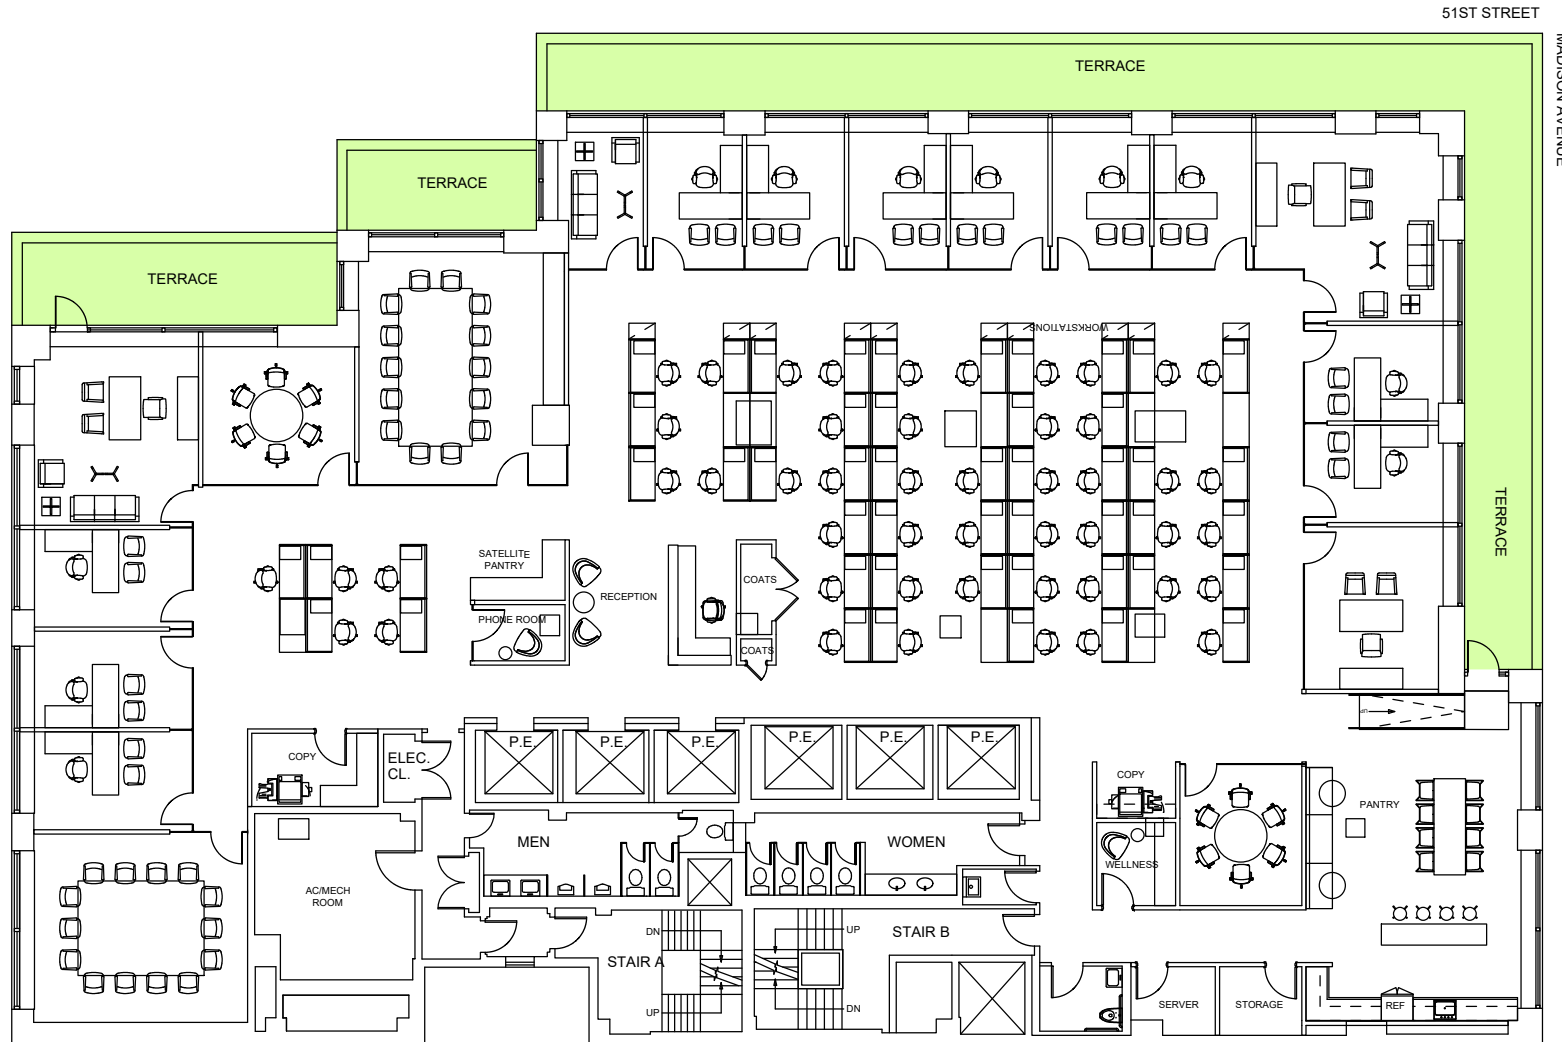 51ST STREET
MADISON AVENUE
TERRACE
TERRACE
TERRACE
WORKSTATIONS
TERRACE
SATELLITE
PANTRY
COATS
RECEPTION
PHONE ROOM
COATS
UP
P.E.
P.E.
P.E.
P.E.
P.E.
P.E.
COPY
ELEC.
CL.
COPY
PANTRY
MEN
WOMEN
WELLNESS
AC/MECH
ROOM
DN
UP
STAIR B
STAIR A
UP
DN
SERVER
STORAGE
REF